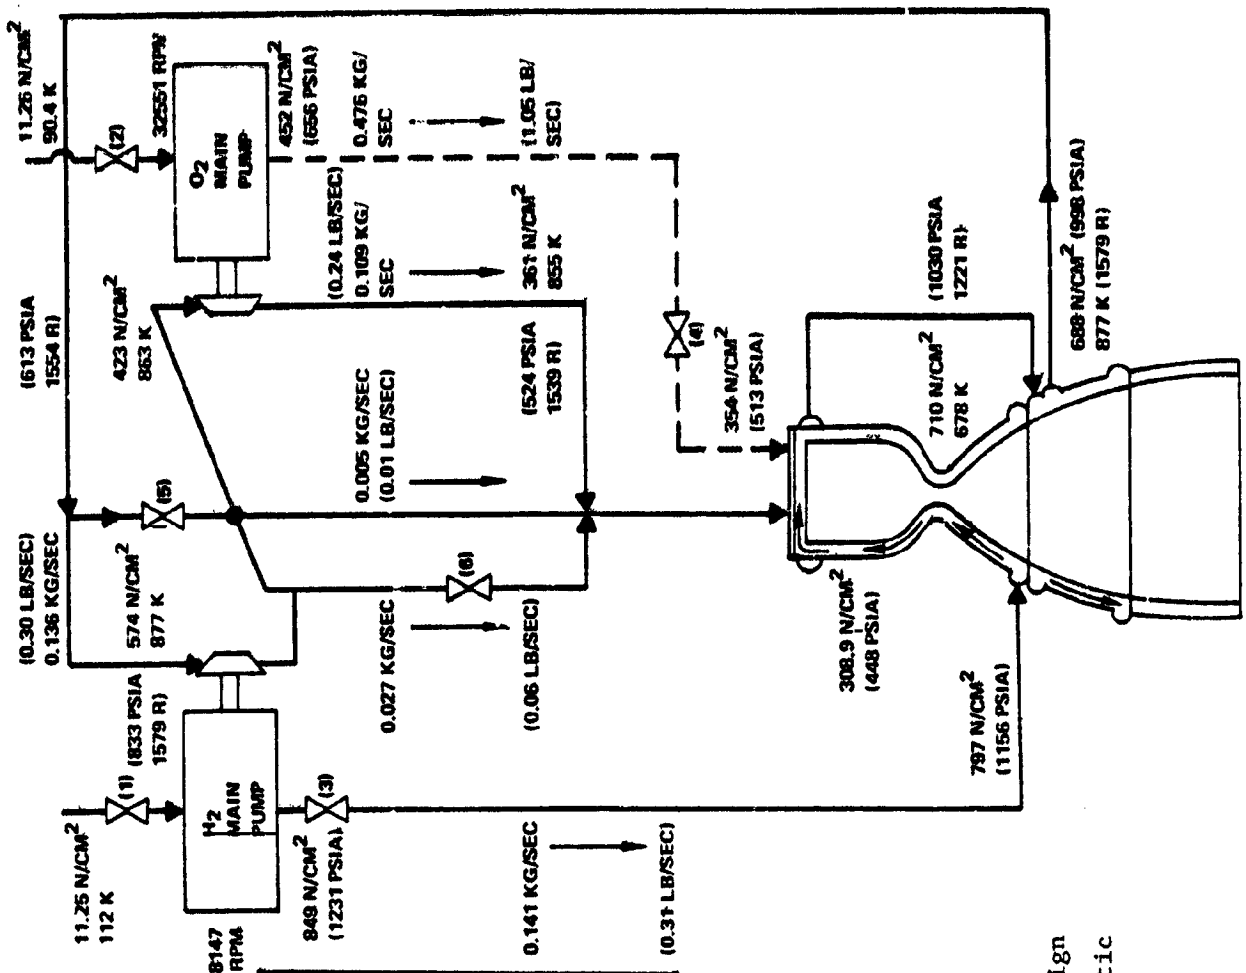 11.26 N/CM²
90.4 K
(2)
32551 RPM
O2
MAIN
PUMP
452 N/CM²
(656 PSIA)
0.476 KG/
SEC
(1.05 LB/
SEC)
(613 PSIA
1554 R)
423 N/CM²
863 K
(0.24 LB/SEC)
0.109 KG/
SEC
361 N/CM²
855 K
(524 PSIA
1539 R)
(0.30 LB/SEC)
0.136 KG/SEC
574 N/CM²
877 K
(833 PSIA
1579 R)
(5)
0.005 KG/SEC
(0.01 LB/SEC)
(6)
0.027 KG/SEC
(0.06 LB/SEC)
11.25 N/CM²
112 K
(1)
H2
MAIN
PUMP
8147
RPM
(3)
849 N/CM²
(1231 PSIA)
0.141 KG/SEC
(0.31 LB/SEC)
(4)
354 N/CM²
(513 PSIA)
(1030 PSIA
1221 R)
710 N/CM²
678 K
688 N/CM² (998 PSIA)
877 K (1579 R)
308.9 N/CM²
(448 PSIA)
797 N/CM²
(1156 PSIA)
ign
tic